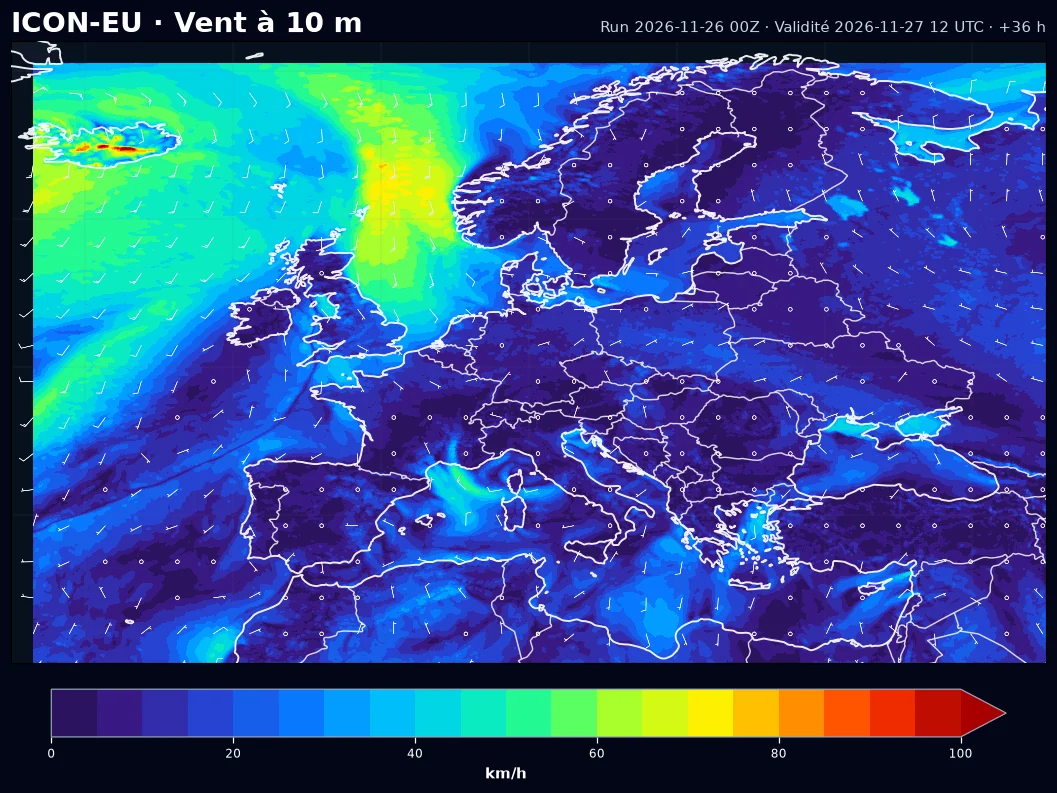 ICON-EU · Vent à 10 m
Run 2026-11-26 00Z · Validité 2026-11-27 12 UTC · +36 h
0 20 40 60 80 100
km/h